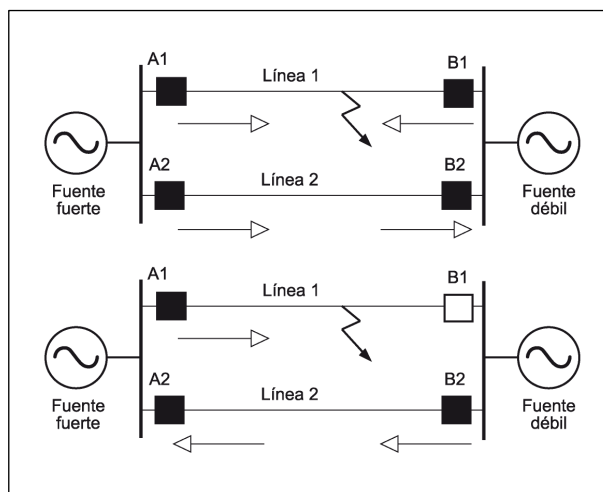 A1
Línea 1
B1
A2
Línea 2
B2
Fuente
fuerte
Fuente
débil
A1
Línea 1
B1
A2
Línea 2
B2
Fuente
fuerte
Fuente
débil